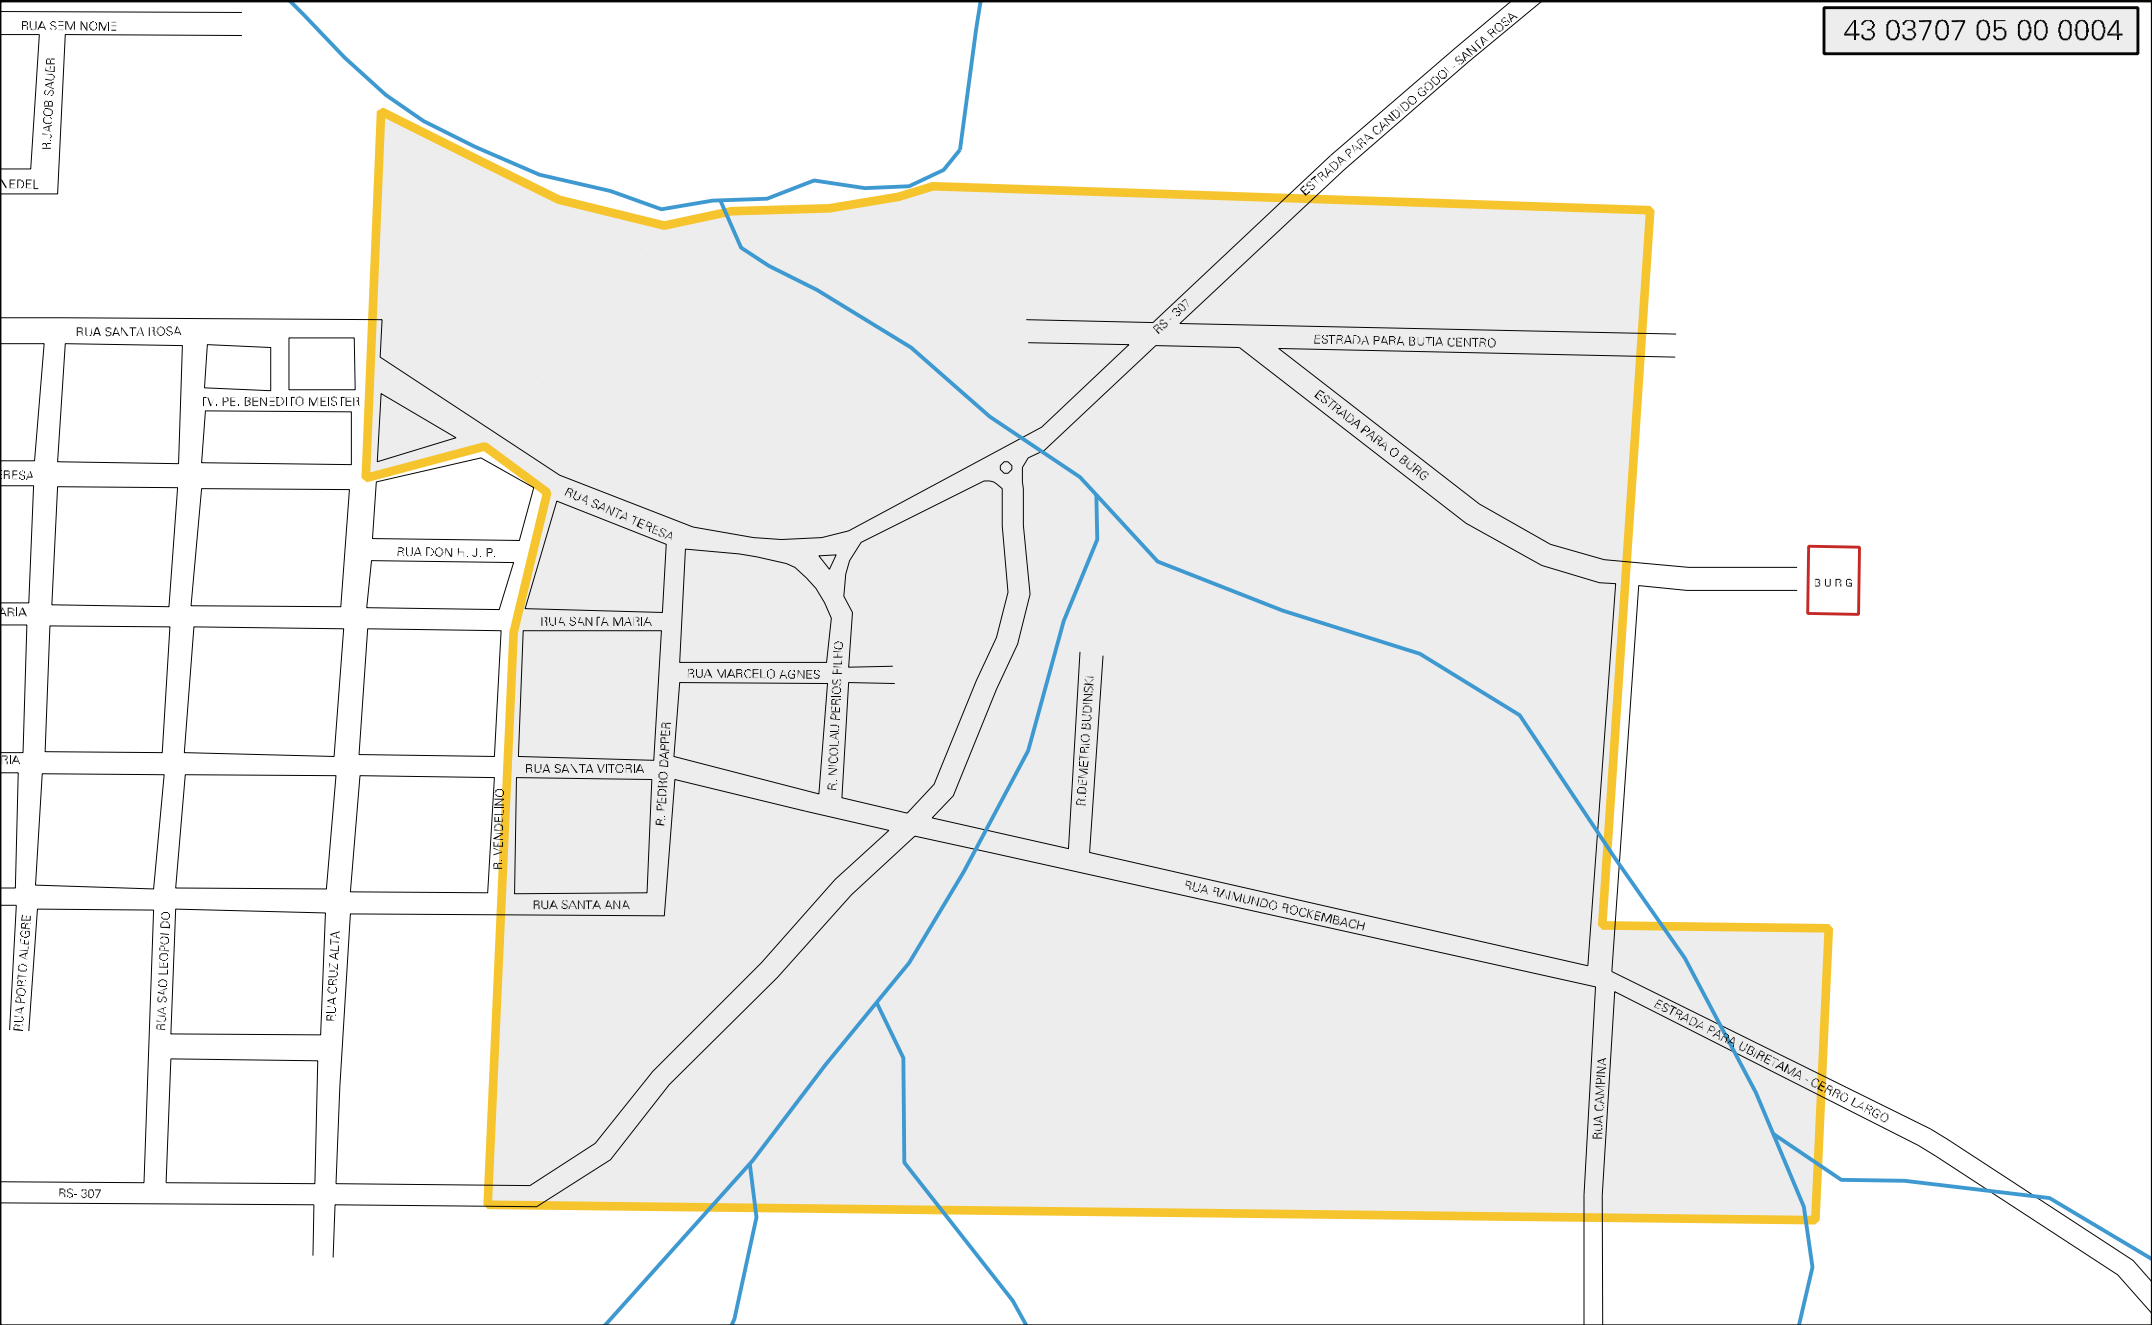 43 03707 05 00 0004
RUA SEM NOME
R.JACOB SAUER
ESTRADA PARA CANDIDO GODOI - SANTA ROSA
RS - 307
RUA SANTA ROSA
ESTRADA PARA BUTIA CENTRO
TV. PE. BENEDITO MEISTER
ESTRADA PARA O BURG
ERESA
RUA SANTA TERESA
RUA DON H. J. P.
BURG
ARIA
RUA SANTA MARIA
RUA MARCELO AGNES
R. NICOLAU PERIOS FILHO
R.DEMETRIO BUDINSKI
RIA
RUA SANTA VITORIA
R. PEDRO DAPPER
R. VENDELINO
RUA SANTA ANA
RUA RAIMUNDO ROCKEMBACH
RUA PORTO ALEGRE
RUA SAO LEOPOLDO
RUA CRUZ ALTA
ESTRADA PARA UBIRETAMA - CERRO LARGO
RUA CAMPINA
RS- 307